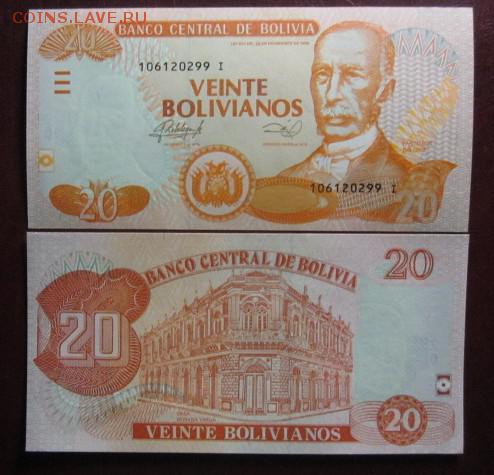 COINS.LAVE.RU
20
BANCO CENTRAL DE BOLIVIA
106120299 I
VEINTE
BOLIVIANOS
106120299 I
20
20
BANCO CENTRAL DE BOLIVIA
20
20
VEINTE BOLIVIANOS
20